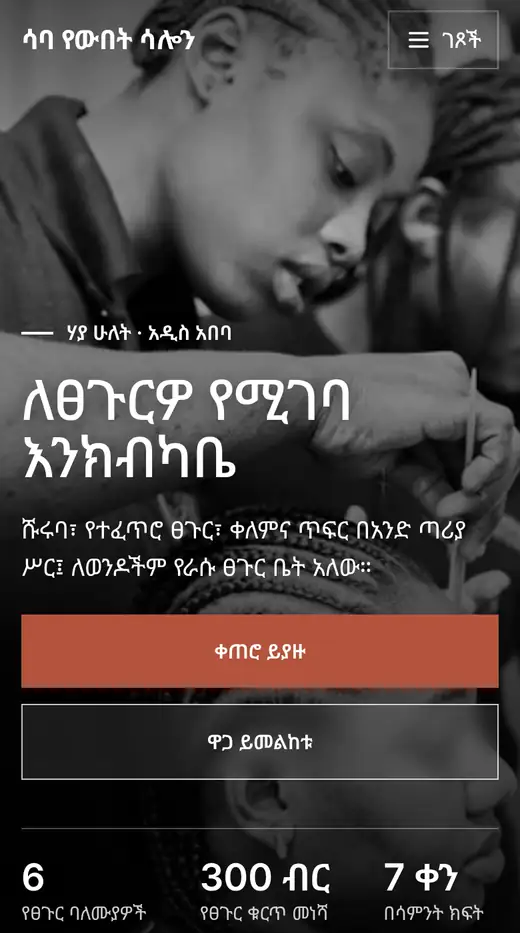 ሳባ የውበት ሳሎን
ገጾች
ሃያ ሁለት · አዲስ አበባ
ለፀጉርዎ የሚገባ
እንክብካቤ
ሹሩባ፣ የተፈጥሮ ፀጉር፣ ቀለምና ጥፍር በአንድ ጣሪያ
ሥር፤ ለወንዶችም የራሱ ፀጉር ቤት አለው።
ቀጠሮ ይያዙ
ዋጋ ይመልከቱ
6
የፀጉር ባለሙያዎች
300 ብር
የፀጉር ቁርጥ መነሻ
7 ቀን
በሳምንት ክፍት